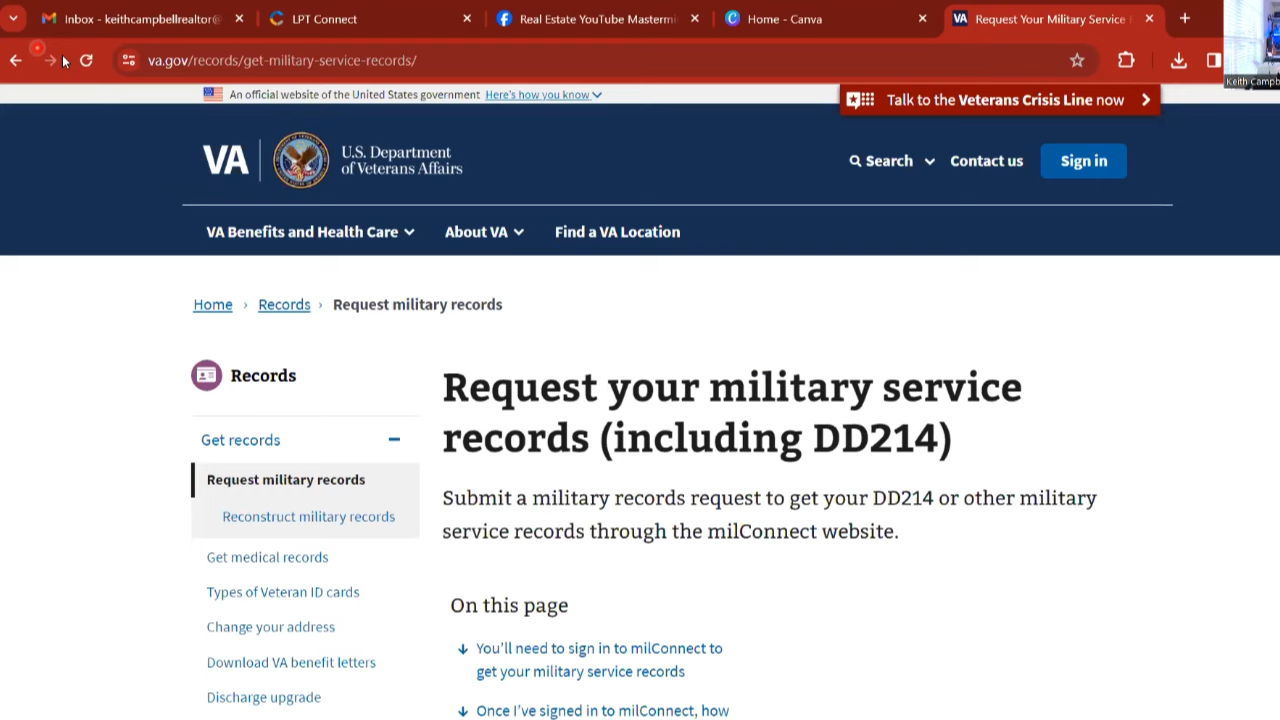 Inbox - keithcampbellrealtor@
LPT Connect
Real Estate YouTube Mastermi
Home - Canva
VA Request Your Military Service
va.gov/records/get-military-service-records/
Keith Campb
An official website of the United States government Here's how you know
Talk to the Veterans Crisis Line now
VA
U.S. Department
of Veterans Affairs
Search
Contact us
Sign in
VA Benefits and Health Care
About VA
Find a VA Location
Home › Records › Request military records
Records
Get records
Request military records
Reconstruct military records
Get medical records
Types of Veteran ID cards
Change your address
Download VA benefit letters
Discharge upgrade
Request your military service
records (including DD214)
Submit a military records request to get your DD214 or other military
service records through the milConnect website.
On this page
You'll need to sign in to milConnect to
get your military service records
Once I've signed in to milConnect, how